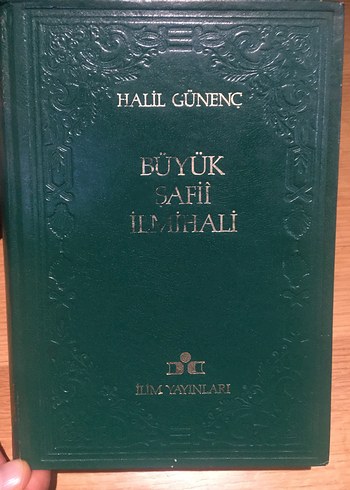 HALİL GÜNENÇ
BÜYÜK
ŞAFİÎ
İLMİHALİ
İLİM YAYINLARI